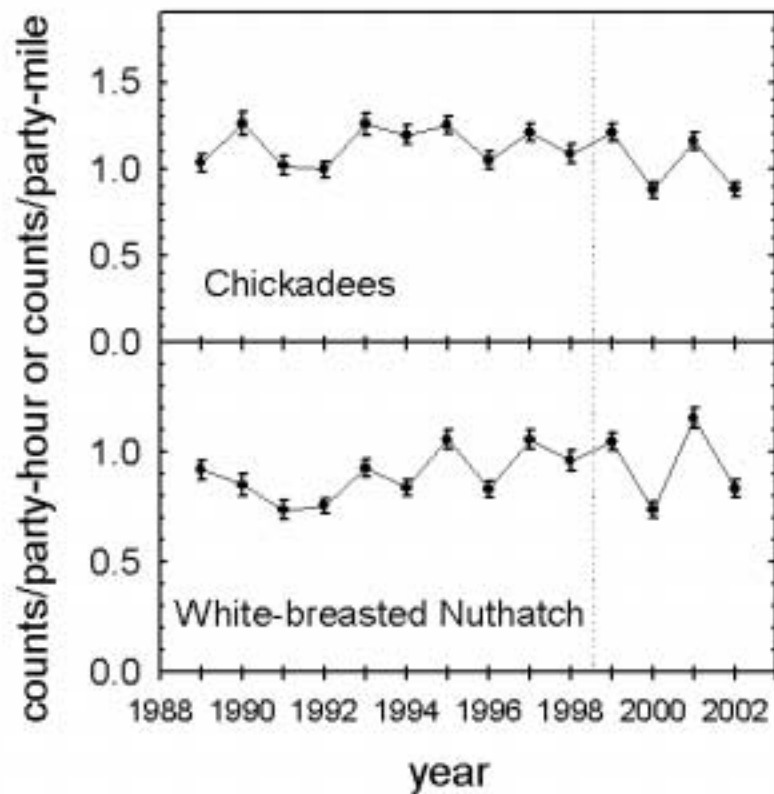 counts/party-hour or counts/party-mile
1.5
1.0
0.5
0.0
Chickadees
1.0
0.5
0.0
White-breasted Nuthatch
1988 1990 1992 1994 1996 1998 2000 2002
year